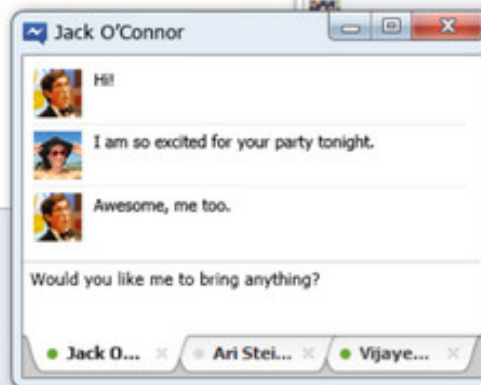 Jack O'Connor
Hi!
I am so excited for your party tonight.
Awesome, me too.
Would you like me to bring anything?
Jack O...
Ari Stei...
Vijaye...